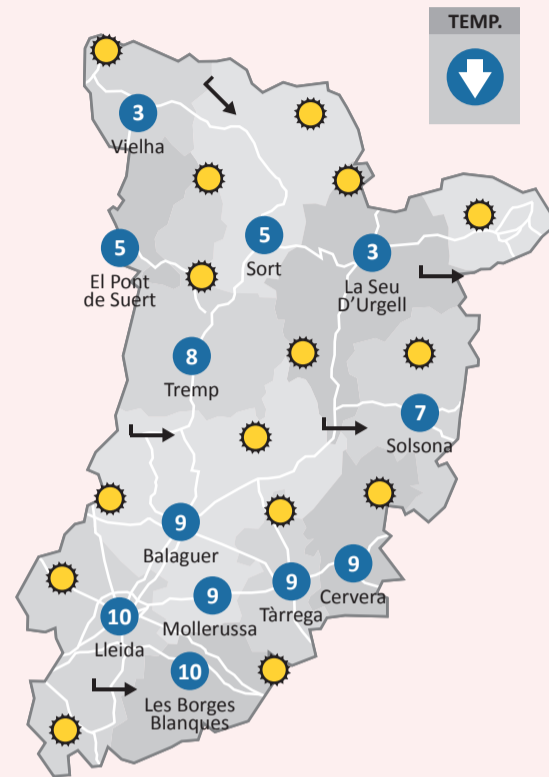 TEMP.
3
Vielha
5
El Pont
de Suert
5
Sort
3
La Seu
D'Urgell
8
Tremp
7
Solsona
9
Balaguer
9
Cervera
9
Tàrrega
9
Mollerussa
10
Lleida
10
Les Borges
Blanques